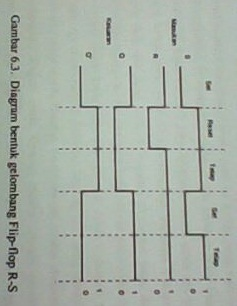 Set Reset Tetap Set Tetap
Masukan
S 1 0
R 1 0
Keluaran
Q 1 0
Q' 1 0
Gambar 6.3. Diagram bentuk gelombang Flip-flop R-S